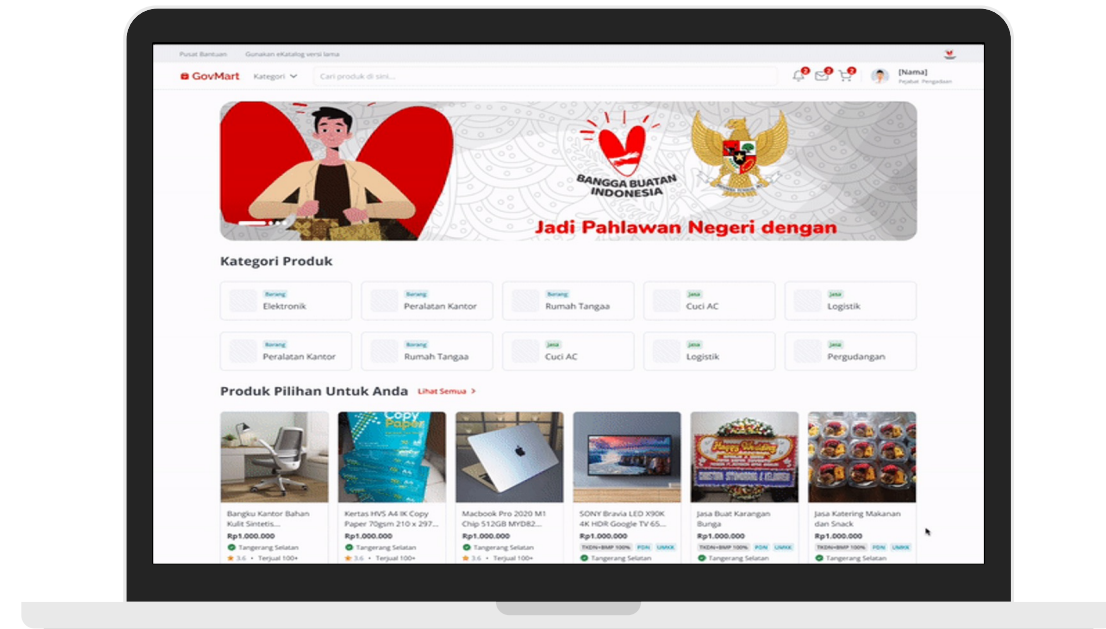 Pusat Bantuan Gunakan eKatalog versi lama
GovMart Kategori Cari produk di sini... 2 2 2 [Nama]
Pejabat Pengadaan
BANGGA BUATAN
INDONESIA
Jadi Pahlawan Negeri dengan
Kategori Produk
Barang Barang Barang Jasa Jasa
Elektronik Peralatan Kantor Rumah Tangaa Cuci AC Logistik
Barang Barang Jasa Jasa Jasa
Peralatan Kantor Rumah Tangaa Cuci AC Logistik Pergudangan
Produk Pilihan Untuk Anda Lihat Semua >
Copy
Paper
Happy Wedding
Bangku Kantor Bahan Kertas HVS A4 IK Copy Macbook Pro 2020 M1 SONY Bravia LED X90K Jasa Buat Karangan Jasa Katering Makanan
Kulit Sintetis... Paper 70gsm 210 x 297... Chip 512GB MYD82... 4K HDR Google TV 65... Bunga dan Snack
Rp1.000.000 Rp1.000.000 Rp1.000.000 Rp1.000.000 Rp1.000.000 Rp1.000.000
Tangerang Selatan Tangerang Selatan Tangerang Selatan TKDN+BMP 100% PDN UMKK TKDN+BMP 100% PDN UMKK TKDN+BMP 100% PDN UMKK
3.6 • Terjual 100+ 3.6 • Terjual 100+ 3.6 • Terjual 100+ Tangerang Selatan Tangerang Selatan Tangerang Selatan